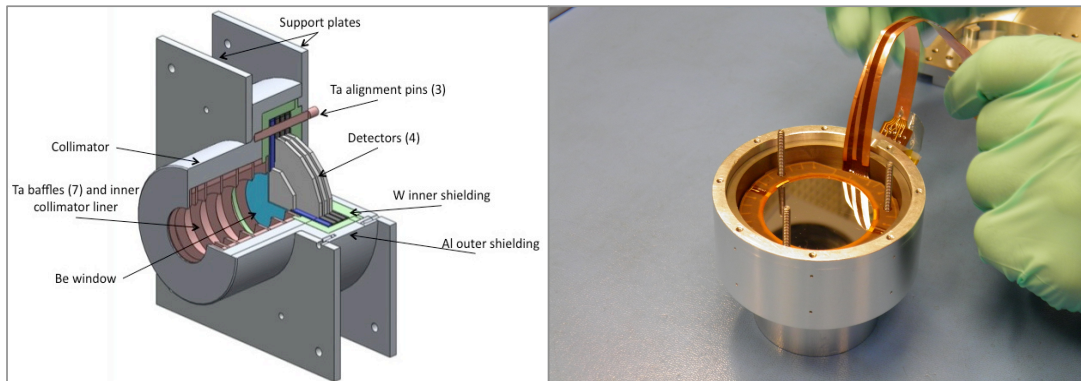 Support plates
Ta alignment pins (3)
Detectors (4)
Collimator
Ta baffles (7) and inner
collimator liner
W inner shielding
Al outer shielding
Be window